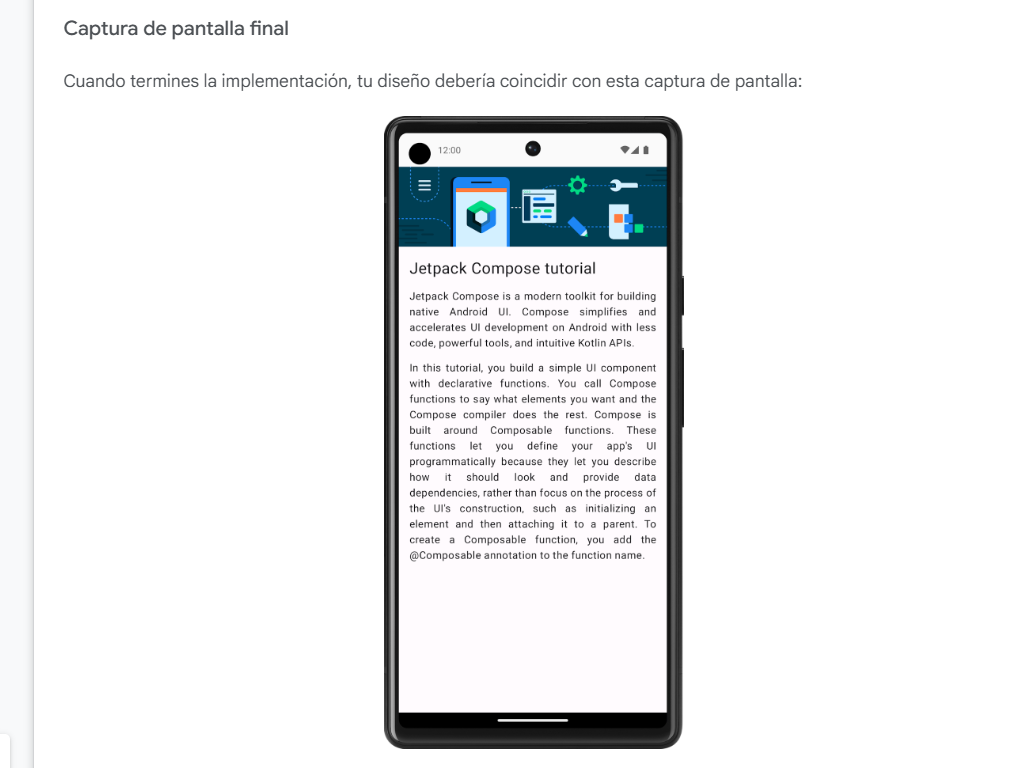 Captura de pantalla final
Cuando termines la implementación, tu diseño debería coincidir con esta captura de pantalla:
12:00
Jetpack Compose tutorial
Jetpack Compose is a modern toolkit for building
native Android UI. Compose simplifies and
accelerates UI development on Android with less
code, powerful tools, and intuitive Kotlin APIs.
In this tutorial, you build a simple UI component
with declarative functions. You call Compose
functions to say what elements you want and the
Compose compiler does the rest. Compose is
built around Composable functions. These
functions let you define your app's UI
programmatically because they let you describe
how it should look and provide data
dependencies, rather than focus on the process of
the UI's construction, such as initializing an
element and then attaching it to a parent. To
create a Composable function, you add the
@Composable annotation to the function name.